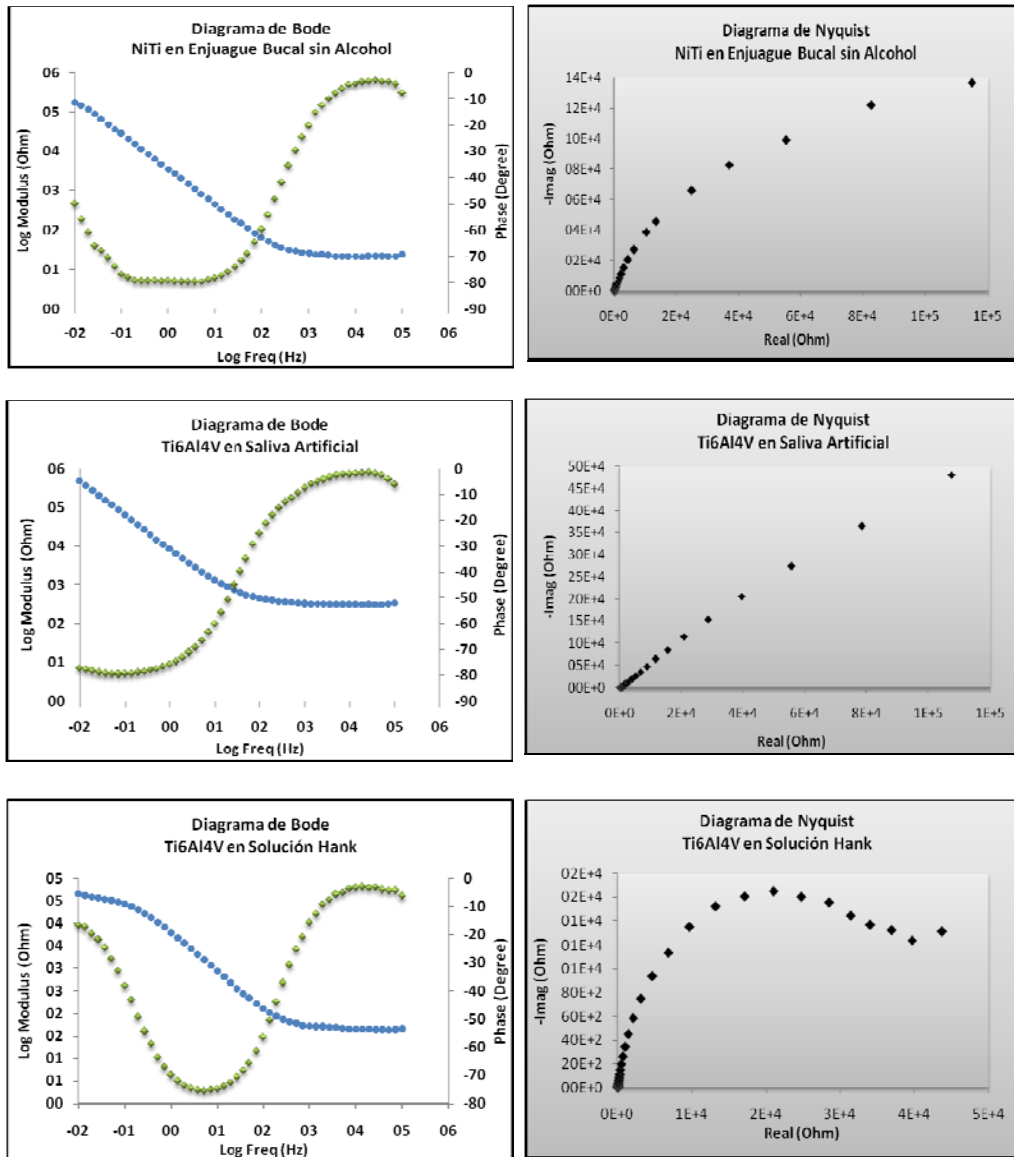 Diagrama de Bode
NiTi en Enjuague Bucal sin Alcohol
Log Modulus (Ohm)
06
05
05
04
03
03
02
01
01
00
Phase (Degree)
0
-10
-20
-30
-40
-50
-60
-70
-80
-90
-02 -01 00 01 02 03 04 05 06
Log Freq (Hz)
Diagrama de Nyquist
NiTi en Enjuague Bucal sin Alcohol
-Imag (Ohm)
14E+4
12E+4
10E+4
08E+4
06E+4
04E+4
02E+4
00E+0
0E+0 2E+4 4E+4 6E+4 8E+4 1E+5 1E+5
Real (Ohm)
Diagrama de Bode
Ti6Al4V en Saliva Artificial
Log Modulus (Ohm)
06
05
04
03
02
01
00
Phase (Degree)
0
-10
-20
-30
-40
-50
-60
-70
-80
-90
-02 -01 00 01 02 03 04 05 06
Log Freq (Hz)
Diagrama de Nyquist
Ti6Al4V en Saliva Artificial
-Imag (Ohm)
50E+4
45E+4
40E+4
35E+4
30E+4
25E+4
20E+4
15E+4
10E+4
05E+4
00E+0
0E+0 2E+4 4E+4 6E+4 8E+4 1E+5 1E+5
Real (Ohm)
Diagrama de Bode
Ti6Al4V en Solución Hank
Log Modulus (Ohm)
05
05
04
04
03
03
02
02
01
01
00
Phase (Degree)
0
-10
-20
-30
-40
-50
-60
-70
-80
-02 -01 00 01 02 03 04 05 06
Log Freq (Hz)
Diagrama de Nyquist
Ti6Al4V en Solución Hank
-Imag (Ohm)
02E+4
02E+4
01E+4
01E+4
01E+4
80E+2
60E+2
40E+2
20E+2
00E+0
0E+0 1E+4 2E+4 3E+4 4E+4 5E+4
Real (Ohm)